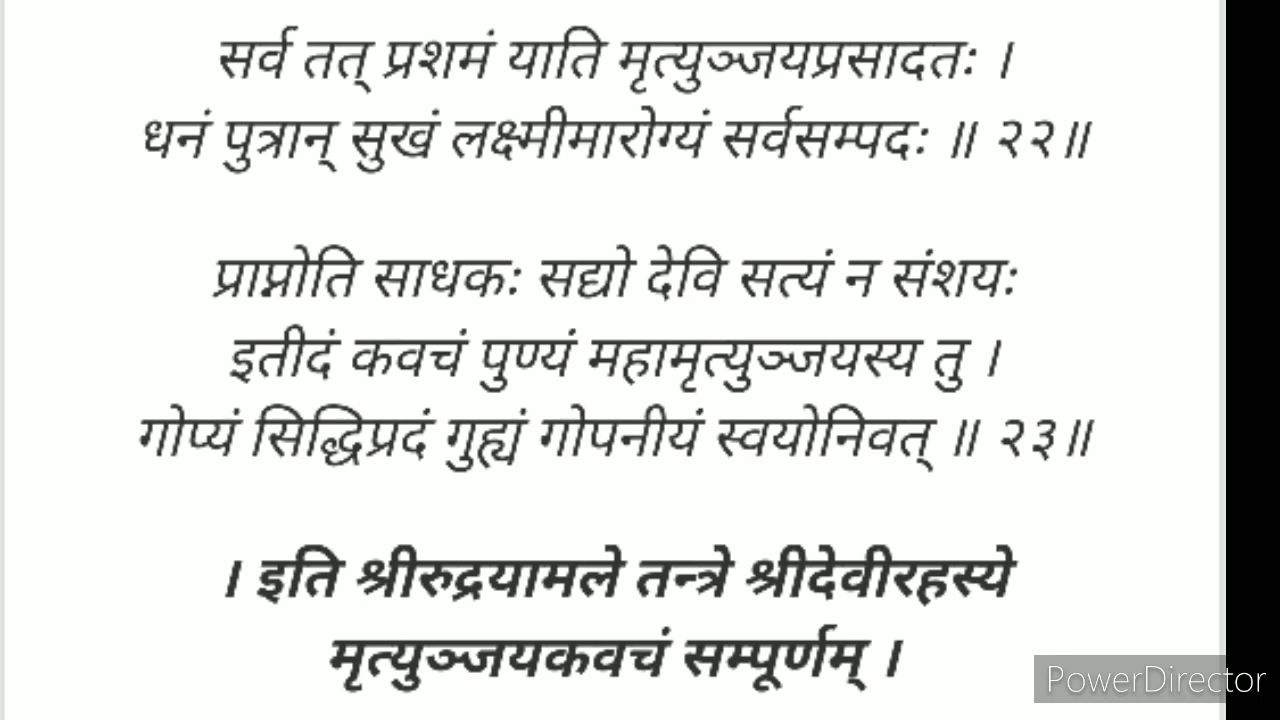 सर्व तत् प्रशमं याति मृत्युञ्जयप्रसादतः ।
धनं पुत्रान् सुखं लक्ष्मीमारोग्यं सर्वसम्पदः ॥ २२॥
प्राप्नोति साधकः सद्यो देवि सत्यं न संशयः
इतीदं कवचं पुण्यं महामृत्युञ्जयस्य तु ।
गोप्यं सिद्धिप्रदं गुह्यं गोपनीयं स्वयोनिवत् ॥ २३॥
। इति श्रीरुद्रयामले तन्त्रे श्रीदेवीरहस्ये
मृत्युञ्जयकवचं सम्पूर्णम् ।
PowerDirector